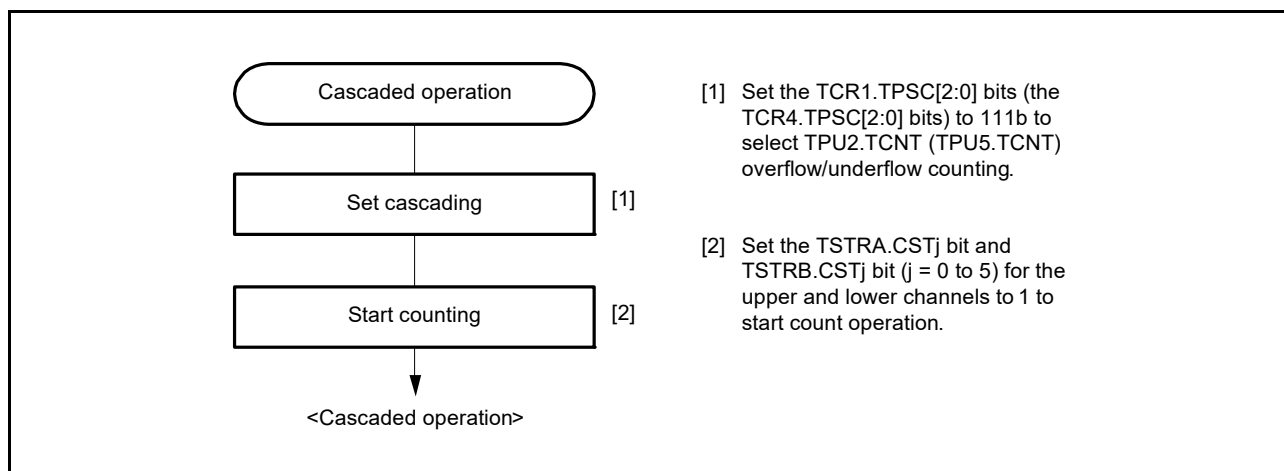 Cascaded operation
Set cascading
[1]
Start counting
[2]
<Cascaded operation>
[1] Set the TCR1.TPSC[2:0] bits (the
TCR4.TPSC[2:0] bits) to 111b to
select TPU2.TCNT (TPU5.TCNT)
overflow/underflow counting.
[2] Set the TSTRA.CSTj bit and
TSTRB.CSTj bit (j = 0 to 5) for the
upper and lower channels to 1 to
start count operation.